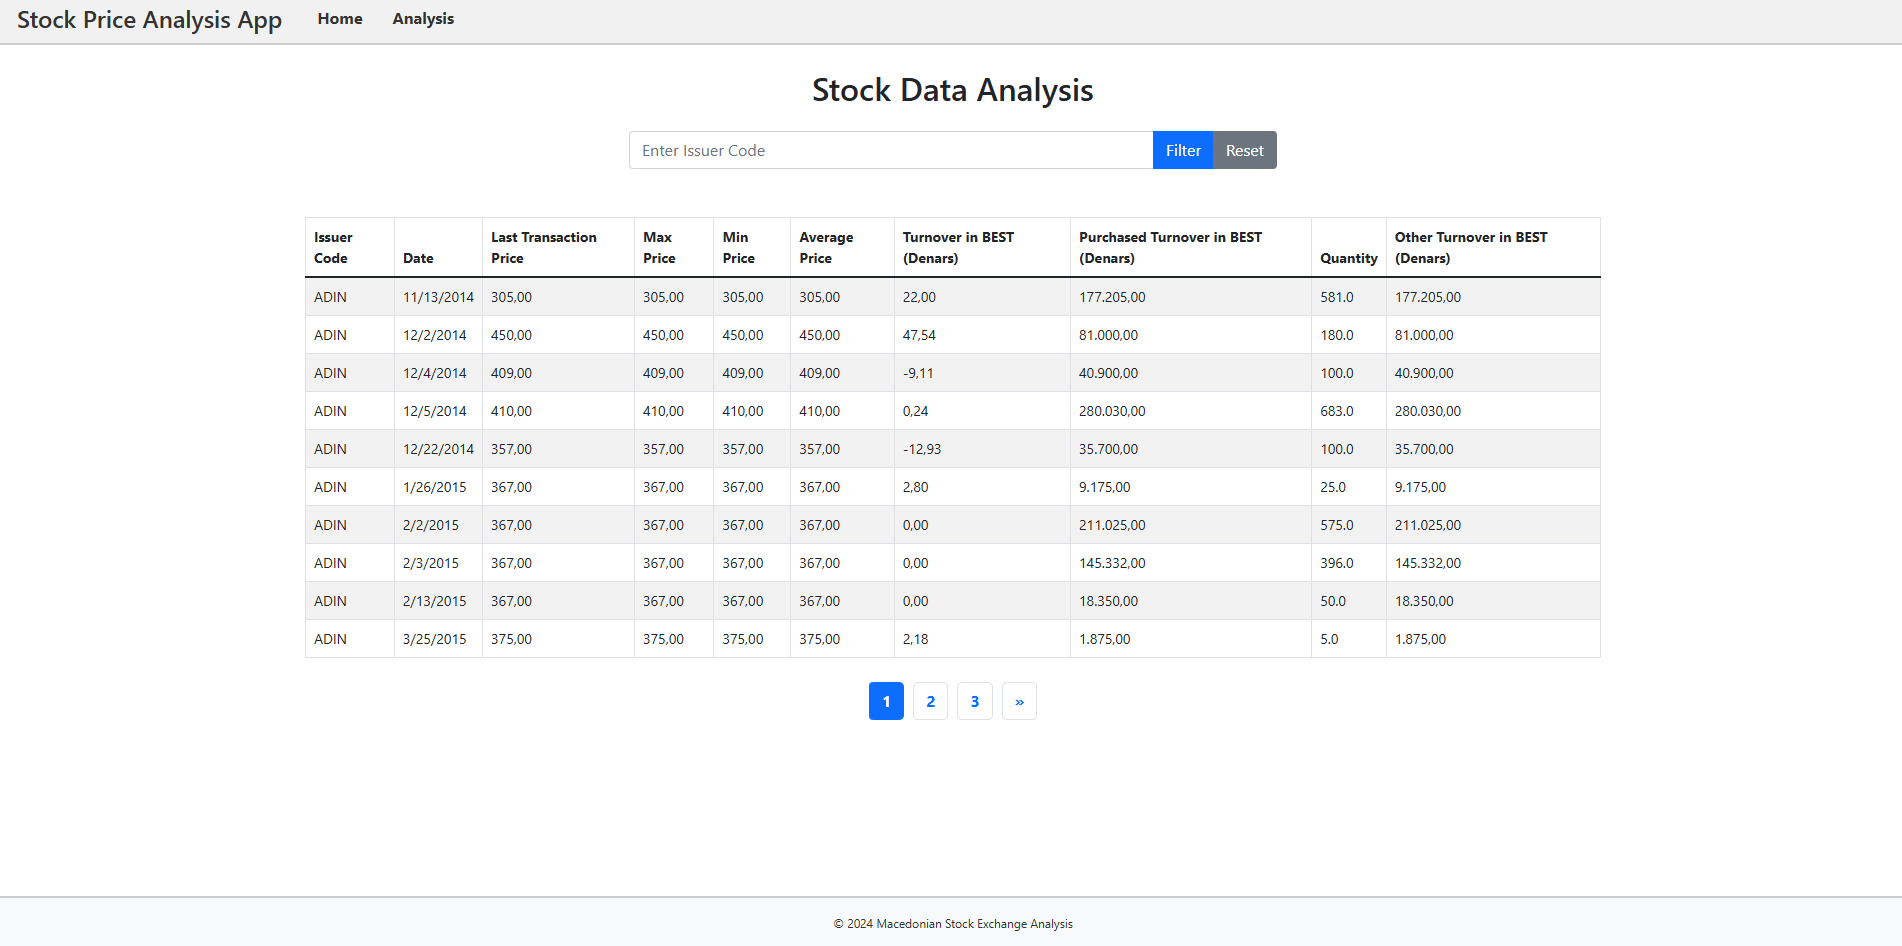 Stock Price Analysis App Home Analysis
Stock Data Analysis
Enter Issuer Code Filter Reset
Issuer Code Date Last Transaction Price Max Price Min Price Average Price Turnover in BEST (Denars) Purchased Turnover in BEST (Denars) Quantity Other Turnover in BEST (Denars)
ADIN 11/13/2014 305,00 305,00 305,00 305,00 22,00 177.205,00 581.0 177.205,00
ADIN 12/2/2014 450,00 450,00 450,00 450,00 47,54 81.000,00 180.0 81.000,00
ADIN 12/4/2014 409,00 409,00 409,00 409,00 -9,11 40.900,00 100.0 40.900,00
ADIN 12/5/2014 410,00 410,00 410,00 410,00 0,24 280.030,00 683.0 280.030,00
ADIN 12/22/2014 357,00 357,00 357,00 357,00 -12,93 35.700,00 100.0 35.700,00
ADIN 1/26/2015 367,00 367,00 367,00 367,00 2,80 9.175,00 25.0 9.175,00
ADIN 2/2/2015 367,00 367,00 367,00 367,00 0,00 211.025,00 575.0 211.025,00
ADIN 2/3/2015 367,00 367,00 367,00 367,00 0,00 145.332,00 396.0 145.332,00
ADIN 2/13/2015 367,00 367,00 367,00 367,00 0,00 18.350,00 50.0 18.350,00
ADIN 3/25/2015 375,00 375,00 375,00 375,00 2,18 1.875,00 5.0 1.875,00
1 2 3 »
© 2024 Macedonian Stock Exchange Analysis